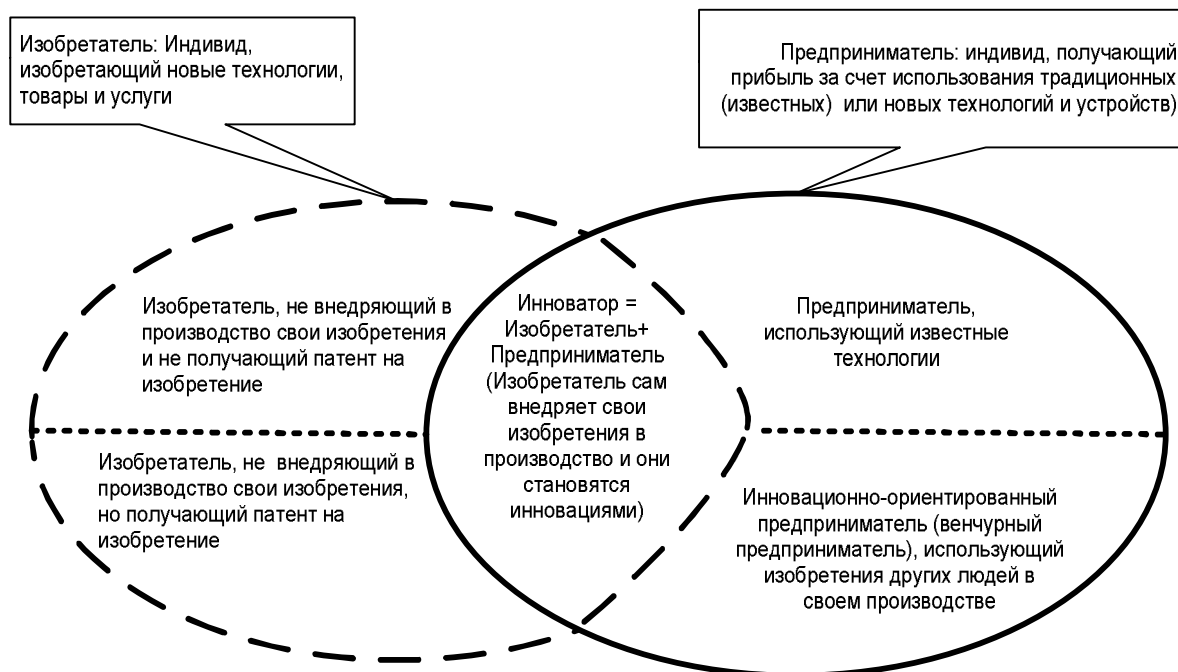 Изобретатель: Индивид,
изобретающий новые технологии,
товары и услуги
Предприниматель: индивид, получающий
прибыль за счет использования традиционных
(известных) или новых технологий и устройств)
Изобретатель, не внедряющий в
производство свои изобретения
и не получающий патент на
изобретение
Изобретатель, не внедряющий в
производство свои изобретения,
но получающий патент на
изобретение
Инноватор =
Изобретатель+
Предприниматель
(Изобретатель сам
внедряет свои
изобретения в
производство и они
становятся
инновациями)
Предприниматель,
использующий известные
технологии
Инновационно-ориентированный
предприниматель (венчурный
предприниматель), использующий
изобретения других людей в
своем производстве